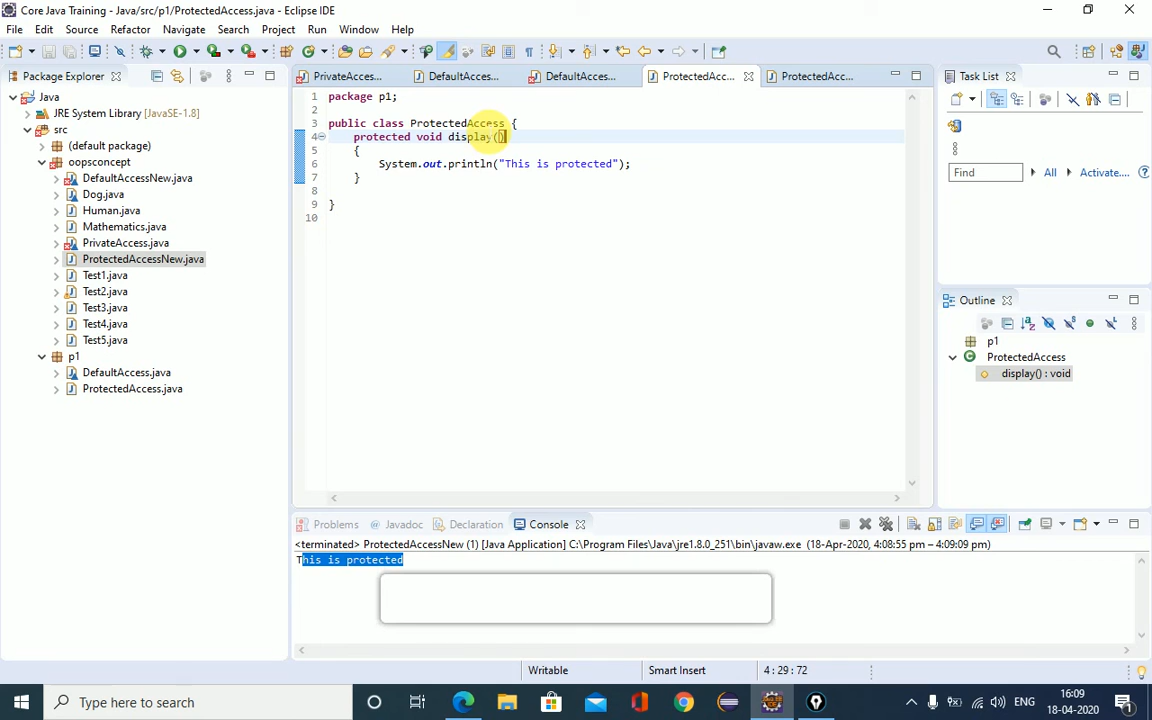 Core Java Training - Java/src/p1/ProtectedAccess.java - Eclipse IDE
File Edit Source Refactor Navigate Search Project Run Window Help
Package Explorer
Java
JRE System Library [JavaSE-1.8]
src
(default package)
oopsconcept
DefaultAccessNew.java
Dog.java
Human.java
Mathematics.java
PrivateAccess.java
ProtectedAccessNew.java
Test1.java
Test2.java
Test3.java
Test4.java
Test5.java
p1
DefaultAccess.java
ProtectedAccess.java
PrivateAcces... DefaultAcces... DefaultAcces... ProtectedAcc... ProtectedAcc...
1 package p1;
2
3 public class ProtectedAccess {
4 protected void display()
5 {
6 System.out.println("This is protected");
7 }
8
9 }
10
Task List
Find All Activate... ?
Outline
p1
ProtectedAccess
display() : void
Problems Javadoc Declaration Console
<terminated> ProtectedAccessNew (1) [Java Application] C:\Program Files\Java\jre1.8.0_251\bin\javaw.exe (18-Apr-2020, 4:08:55 pm – 4:09:09 pm)
This is protected
Writable Smart Insert 4 : 29 : 72
Type here to search
ENG
16:09
18-04-2020
1